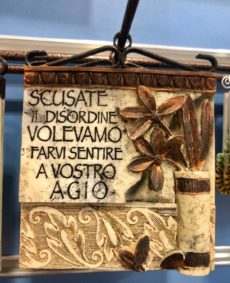 SCUSATE
IL DISORDINE
VOLEVAMO
FARVI SENTIRE
A VOSTRO
AGIO